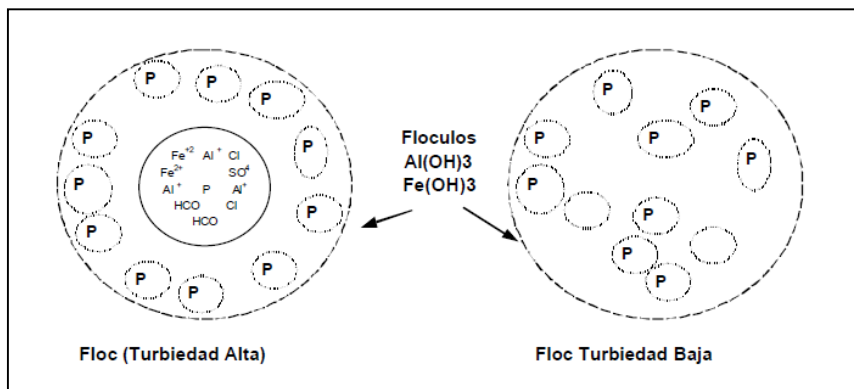 P
P
P
P
P
P
P
P
P
P
P
P
Fe+2 Al+ Cl
Fe2+ SO4
Al+ P Al+
HCO Cl
HCO
Floculos
Al(OH)3
Fe(OH)3
P
P
P
P
P
P
P
P
P
Floc (Turbiedad Alta)
Floc Turbiedad Baja